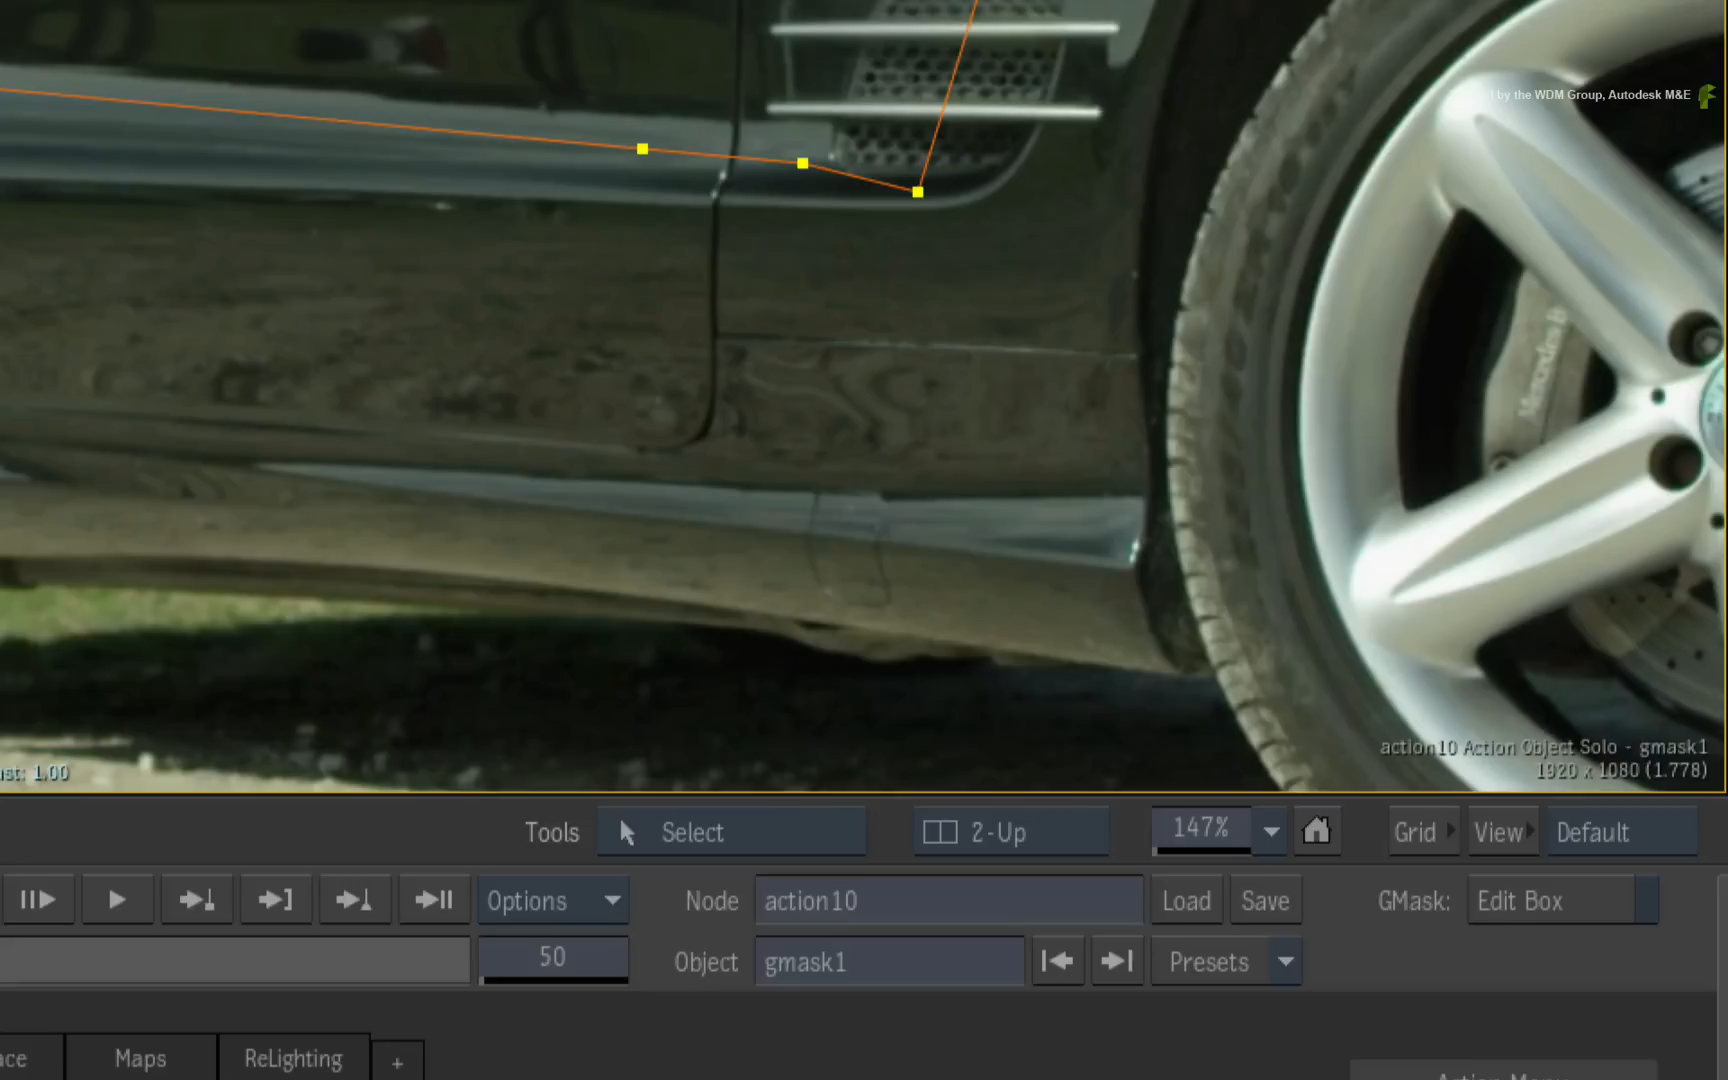 by the WDM Group, Autodesk M&E
action10 Action Object Solo - gmask1
1920 x 1080 (1.778)
ast: 1.00
Tools Select 2-Up 147% Grid View Default
Options Node action10 Load Save GMask: Edit Box
50 Object gmask1 Presets
ace Maps ReLighting +